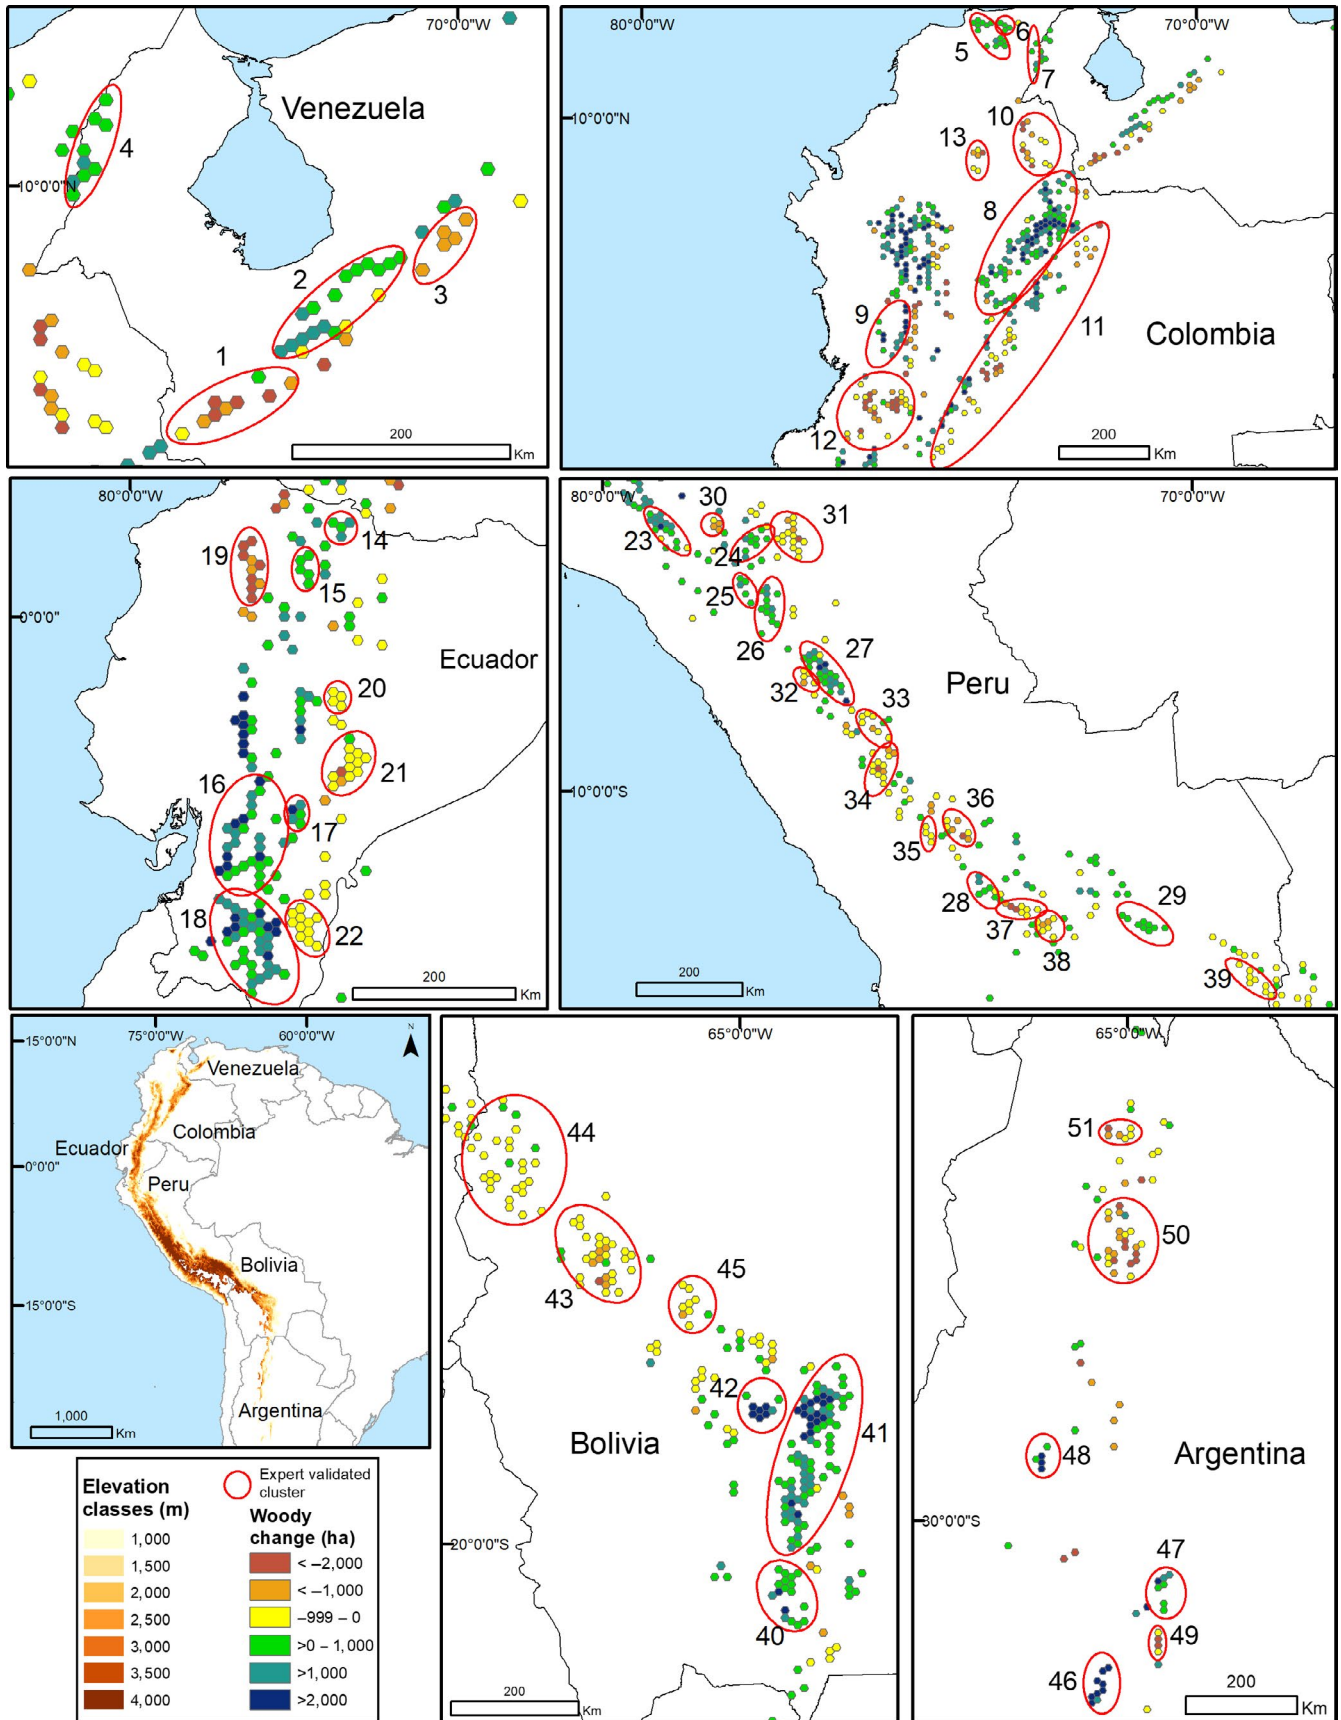 70°0'0"W
Venezuela
4
10°0'0"N
2
3
1
200
Km
80°0'0"W
70°0'0"W
5
6
7
10°0'0"N
10
13
8
9
11
Colombia
12
200
Km
80°0'0"W
14
19
15
0°0'0"
Ecuador
20
21
16
17
18
22
200
Km
80°0'0"W
70°0'0"W
30
31
23
24
25
26
27
32
Peru
33
34
10°0'0"S
36
35
28
29
37
38
39
200
Km
75°0'0"W
60°0'0"W
N
15°0'0"N
Venezuela
Colombia
Ecuador
0°0'0"
Peru
Bolivia
15°0'0"S
Argentina
1,000
Km
65°0'0"W
44
45
43
42
41
Bolivia
20°0'0"S
40
200
Km
65°0'0"W
51
50
48
Argentina
30°0'0"S
47
49
46
200
Km
Elevation
classes (m)
1,000
1,500
2,000
2,500
3,000
3,500
4,000
Expert validated
cluster
Woody
change (ha)
< –2,000
< –1,000
–999 – 0
>0 – 1,000
>1,000
>2,000